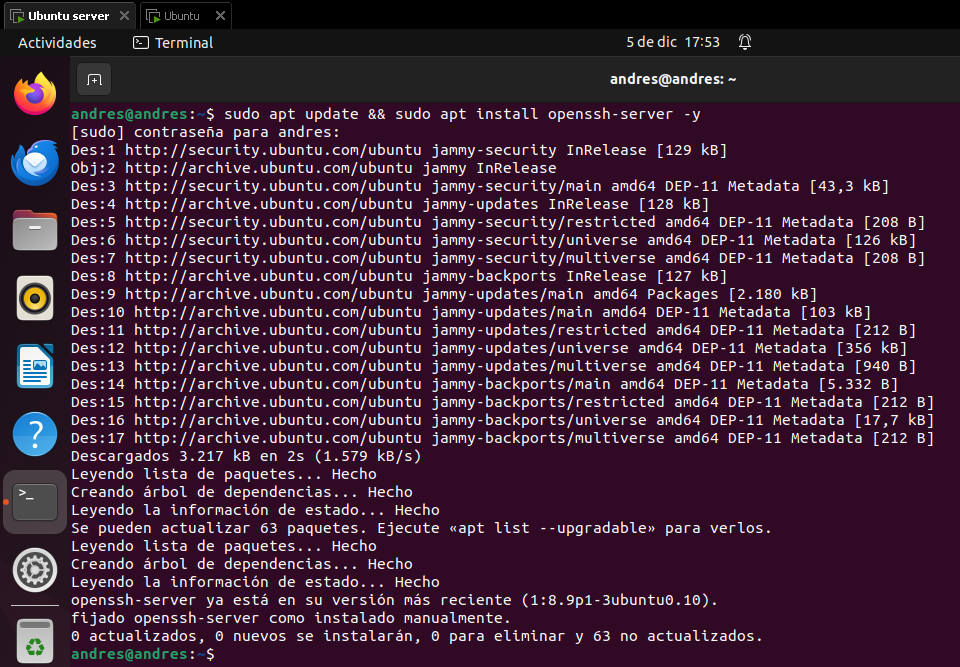 Ubuntu server
Ubuntu
Actividades
Terminal
5 de dic 17:53
andres@andres: ~
andres@andres:~$ sudo apt update && sudo apt install openssh-server -y
[sudo] contraseña para andres:
Des:1 http://security.ubuntu.com/ubuntu jammy-security InRelease [129 kB]
Obj:2 http://archive.ubuntu.com/ubuntu jammy InRelease
Des:3 http://security.ubuntu.com/ubuntu jammy-security/main amd64 DEP-11 Metadata [43,3 kB]
Des:4 http://archive.ubuntu.com/ubuntu jammy-updates InRelease [128 kB]
Des:5 http://security.ubuntu.com/ubuntu jammy-security/restricted amd64 DEP-11 Metadata [208 B]
Des:6 http://security.ubuntu.com/ubuntu jammy-security/universe amd64 DEP-11 Metadata [126 kB]
Des:7 http://security.ubuntu.com/ubuntu jammy-security/multiverse amd64 DEP-11 Metadata [208 B]
Des:8 http://archive.ubuntu.com/ubuntu jammy-backports InRelease [127 kB]
Des:9 http://archive.ubuntu.com/ubuntu jammy-updates/main amd64 Packages [2.180 kB]
Des:10 http://archive.ubuntu.com/ubuntu jammy-updates/main amd64 DEP-11 Metadata [103 kB]
Des:11 http://archive.ubuntu.com/ubuntu jammy-updates/restricted amd64 DEP-11 Metadata [212 B]
Des:12 http://archive.ubuntu.com/ubuntu jammy-updates/universe amd64 DEP-11 Metadata [356 kB]
Des:13 http://archive.ubuntu.com/ubuntu jammy-updates/multiverse amd64 DEP-11 Metadata [940 B]
Des:14 http://archive.ubuntu.com/ubuntu jammy-backports/main amd64 DEP-11 Metadata [5.332 B]
Des:15 http://archive.ubuntu.com/ubuntu jammy-backports/restricted amd64 DEP-11 Metadata [212 B]
Des:16 http://archive.ubuntu.com/ubuntu jammy-backports/universe amd64 DEP-11 Metadata [17,7 kB]
Des:17 http://archive.ubuntu.com/ubuntu jammy-backports/multiverse amd64 DEP-11 Metadata [212 B]
Descargados 3.217 kB en 2s (1.579 kB/s)
Leyendo lista de paquetes... Hecho
Creando árbol de dependencias... Hecho
Leyendo la información de estado... Hecho
Se pueden actualizar 63 paquetes. Ejecute «apt list --upgradable» para verlos.
Leyendo lista de paquetes... Hecho
Creando árbol de dependencias... Hecho
Leyendo la información de estado... Hecho
openssh-server ya está en su versión más reciente (1:8.9p1-3ubuntu0.10).
fijado openssh-server como instalado manualmente.
0 actualizados, 0 nuevos se instalarán, 0 para eliminar y 63 no actualizados.
andres@andres:~$